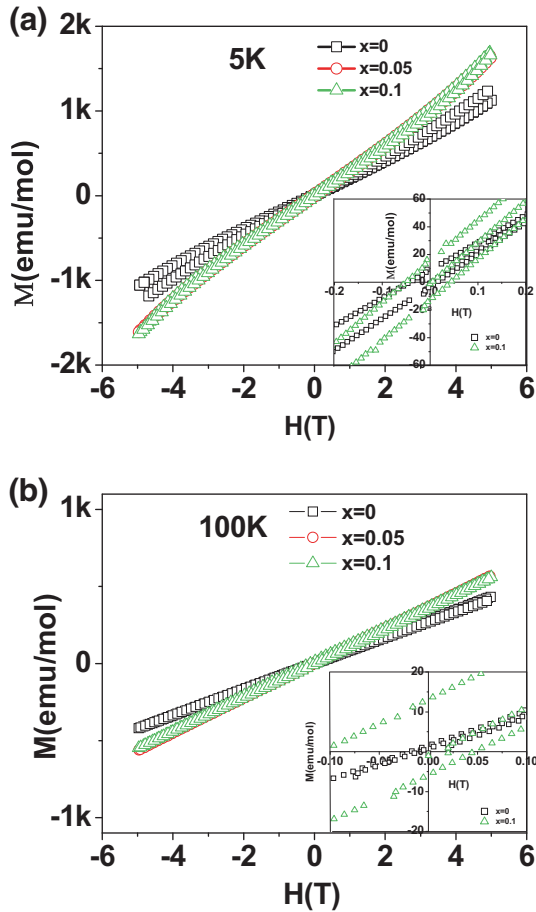 (a)
2k
1k
0
-1k
-2k
M(emu/mol)
5K
x=0
x=0.05
x=0.1
60
40
20
0
-20
-40
-60
M(emu/mol)
-0.2
-0.1
0.0
0.1
0.2
H(T)
x=0
x=0.1
-6
-4
-2
0
2
4
6
H(T)
(b)
1k
0
-1k
M(emu/mol)
100K
x=0
x=0.05
x=0.1
20
10
0
-10
-20
M(emu/mol)
-0.10
-0.05
0.00
0.05
0.10
H(T)
x=0
x=0.1
-6
-4
-2
0
2
4
6
H(T)